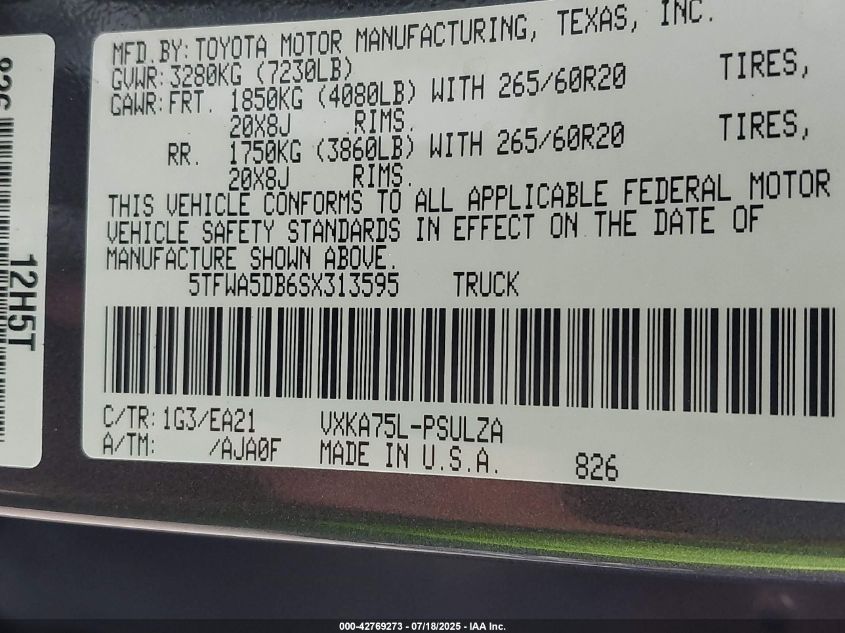 MFD.BY: TOYOTA MOTOR MANUFACTURING, TEXAS, INC.
GVWR: 3280KG (7230LB)
GAWR: FRT. 1850KG (4080LB) WITH 265/60R20 TIRES,
20X8J RIMS.
RR. 1750KG (3860LB) WITH 265/60R20 TIRES,
20X8J RIMS.
THIS VEHICLE CONFORMS TO ALL APPLICABLE FEDERAL MOTOR
VEHICLE SAFETY STANDARDS IN EFFECT ON THE DATE OF
MANUFACTURE SHOWN ABOVE.
5TFWA5DB6SX313595 TRUCK
C/TR: 1G3/EA21 VXKA75L-PSULZA
A/TM: /AJA0F MADE IN U.S.A. 826
12H5T
000-42769273 - 07/18/2025 - IAA Inc.